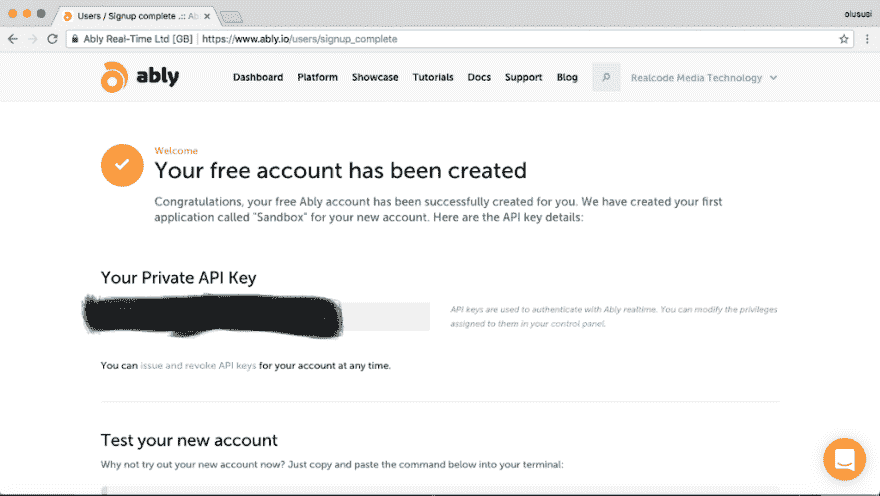 Users / Signup complete .:: Ab
olususi
Ably Real-Time Ltd [GB] https://www.ably.io/users/signup_complete
ably Dashboard Platform Showcase Tutorials Docs Support Blog Realcode Media Technology
Welcome
Your free account has been created
Congratulations, your free Ably account has been successfully created for you. We have created your first
application called "Sandbox" for your new account. Here are the API key details:
Your Private API Key
API keys are used to authenticate with Ably realtime. You can modify the privileges
assigned to them in your control panel.
You can issue and revoke API keys for your account at any time.
Test your new account
Why not try out your new account now? Just copy and paste the command below into your terminal: